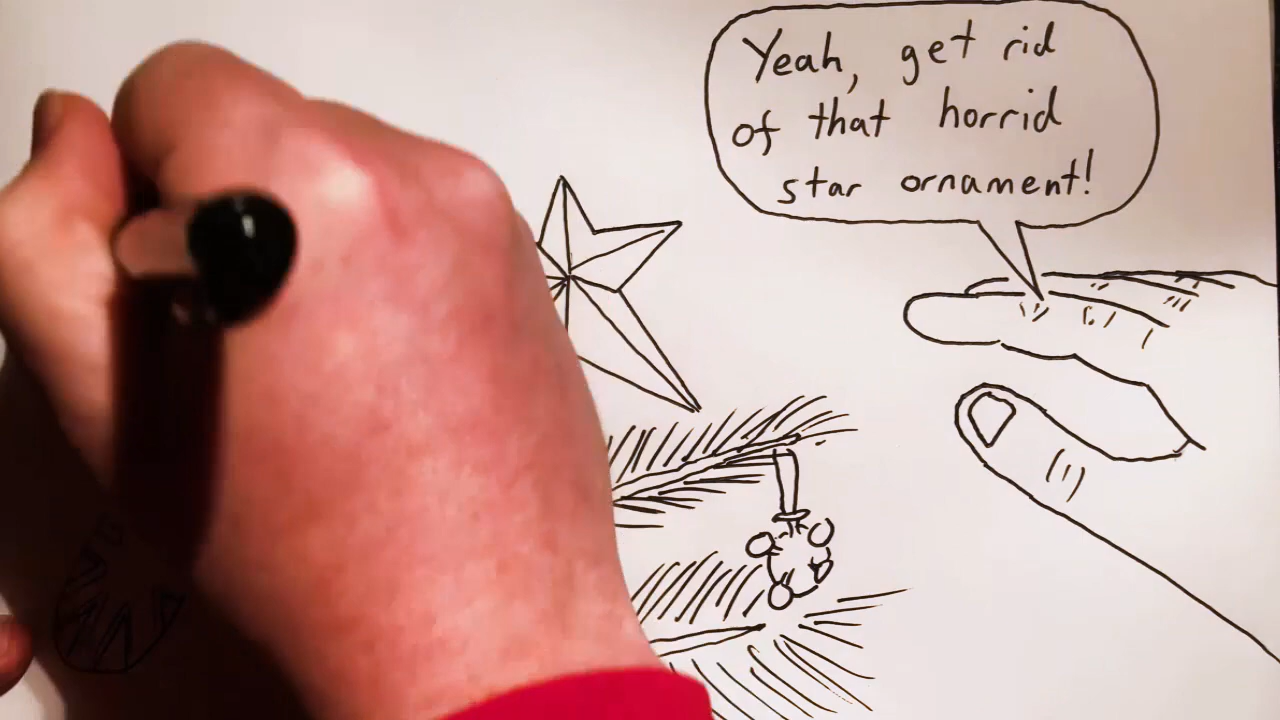 Yeah, get rid
of that horrid
star ornament!